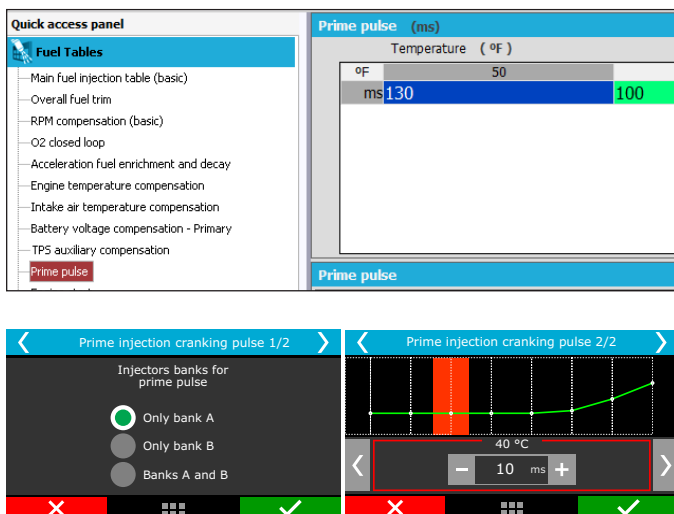 Quick access panel
Fuel Tables
Main fuel injection table (basic)
Overall fuel trim
RPM compensation (basic)
O2 closed loop
Acceleration fuel enrichment and decay
Engine temperature compensation
Intake air temperature compensation
Battery voltage compensation - Primary
TPS auxiliary compensation
Prime pulse
Prime pulse (ms)
Temperature ( ºF )
ºF 50
ms 130 100
Prime pulse
Prime injection cranking pulse 1/2
Injectors banks for
prime pulse
Only bank A
Only bank B
Banks A and B
Prime injection cranking pulse 2/2
40 °C
10 ms